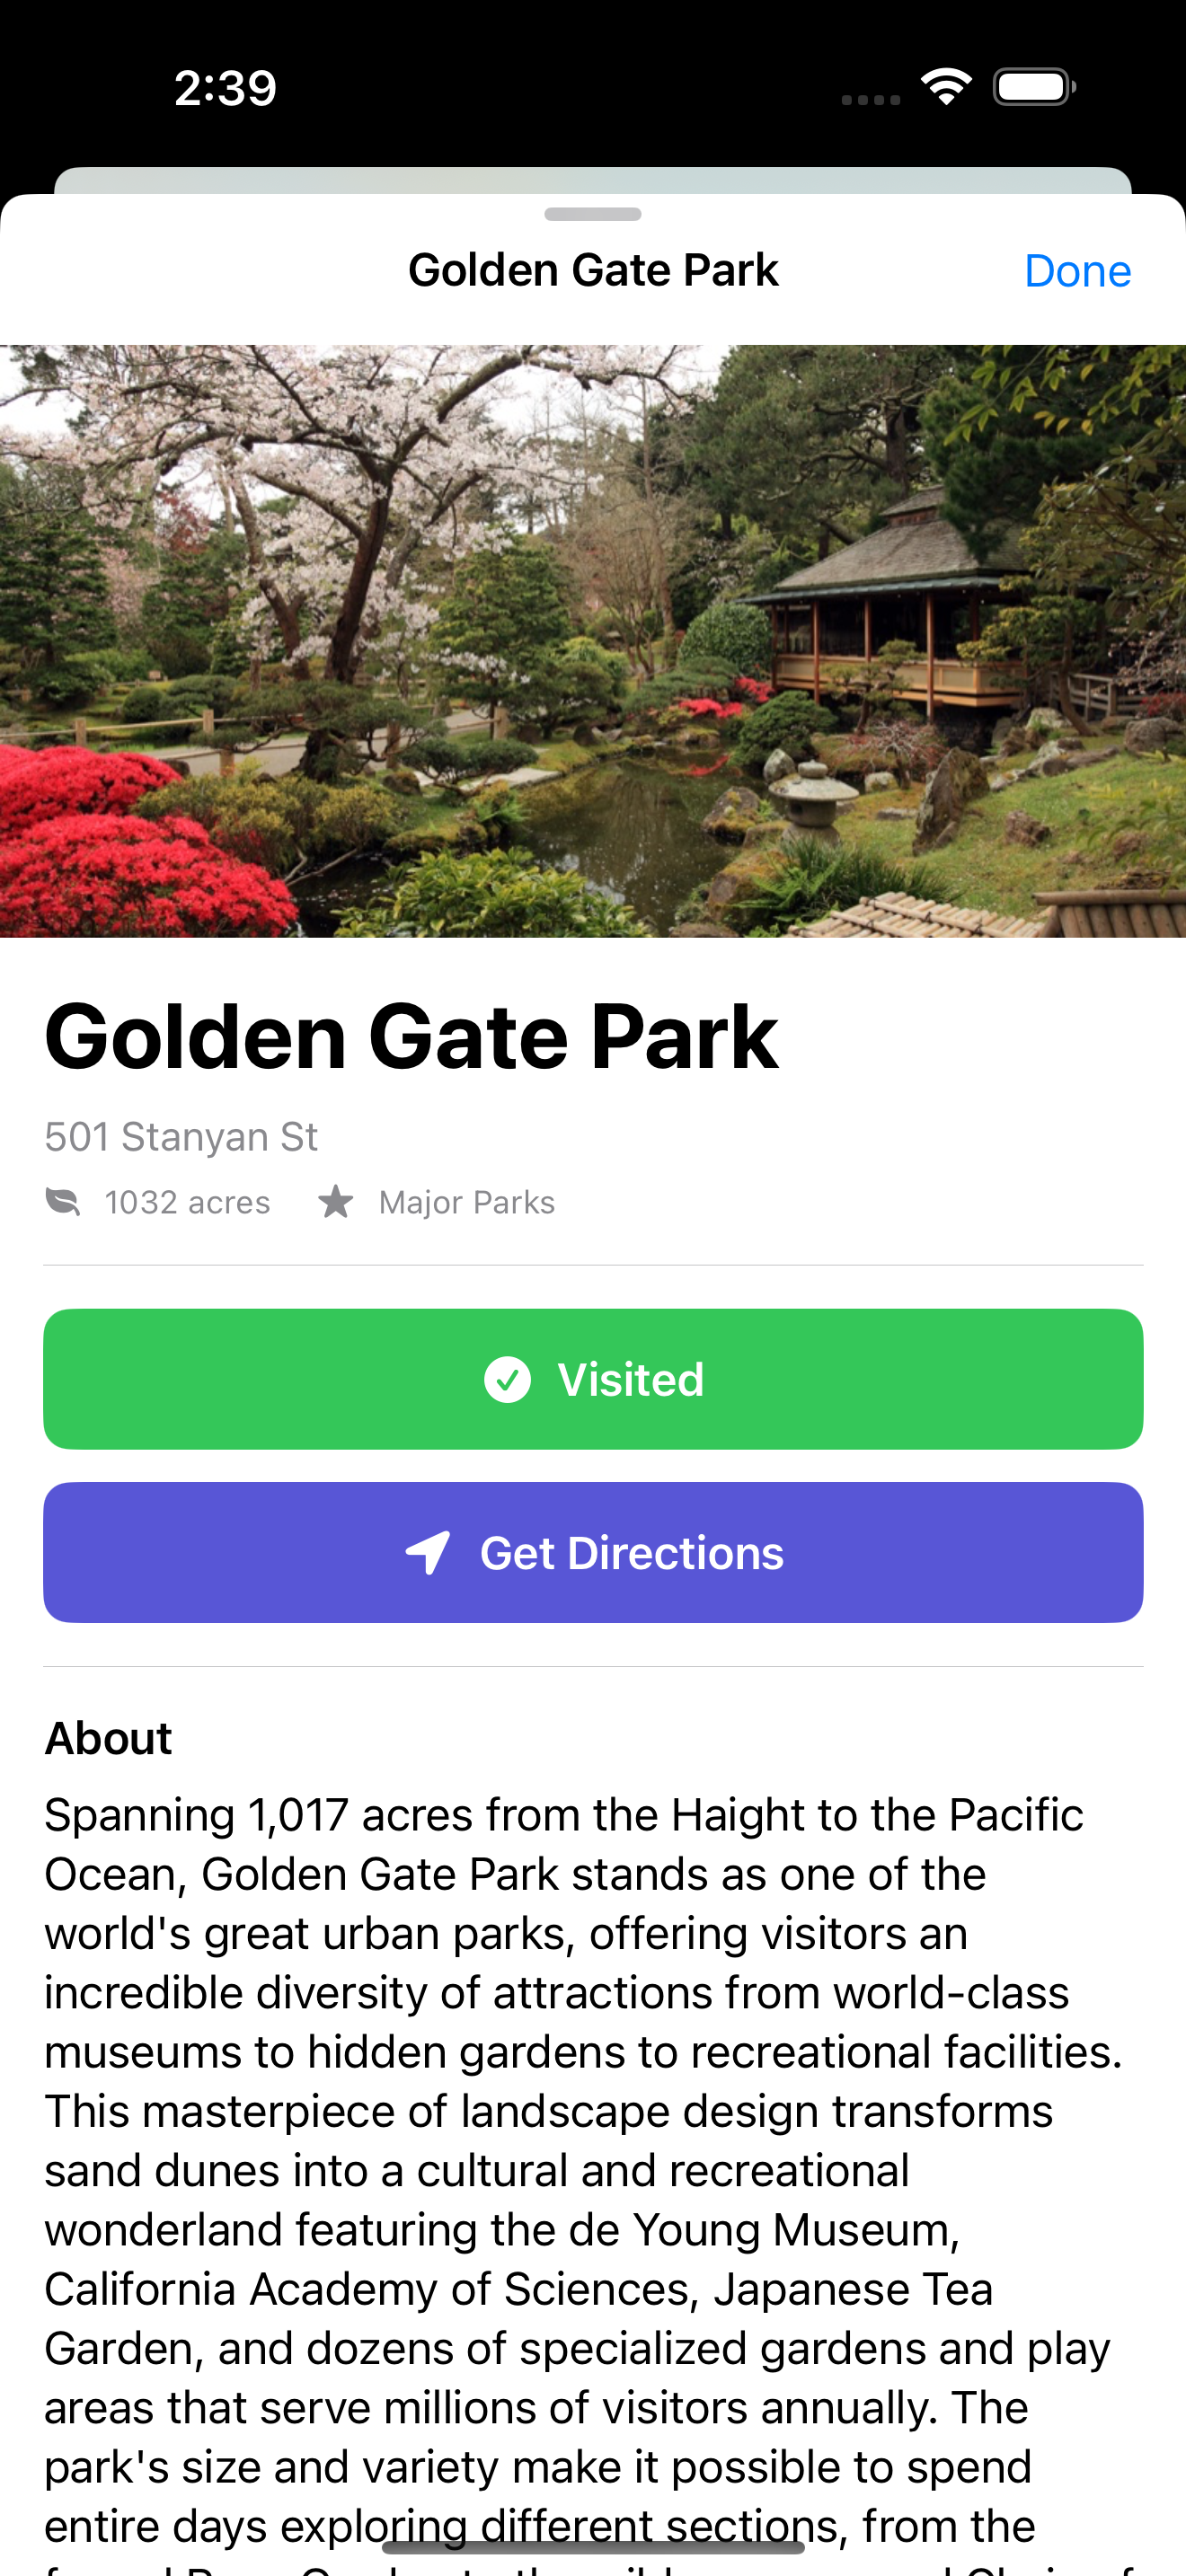 2:39
Golden Gate Park
Done
Golden Gate Park
501 Stanyan St
1032 acres
Major Parks
Visited
Get Directions
About
Spanning 1,017 acres from the Haight to the Pacific
Ocean, Golden Gate Park stands as one of the
world's great urban parks, offering visitors an
incredible diversity of attractions from world-class
museums to hidden gardens to recreational facilities.
This masterpiece of landscape design transforms
sand dunes into a cultural and recreational
wonderland featuring the de Young Museum,
California Academy of Sciences, Japanese Tea
Garden, and dozens of specialized gardens and play
areas that serve millions of visitors annually. The
park's size and variety make it possible to spend
entire days exploring different sections, from the